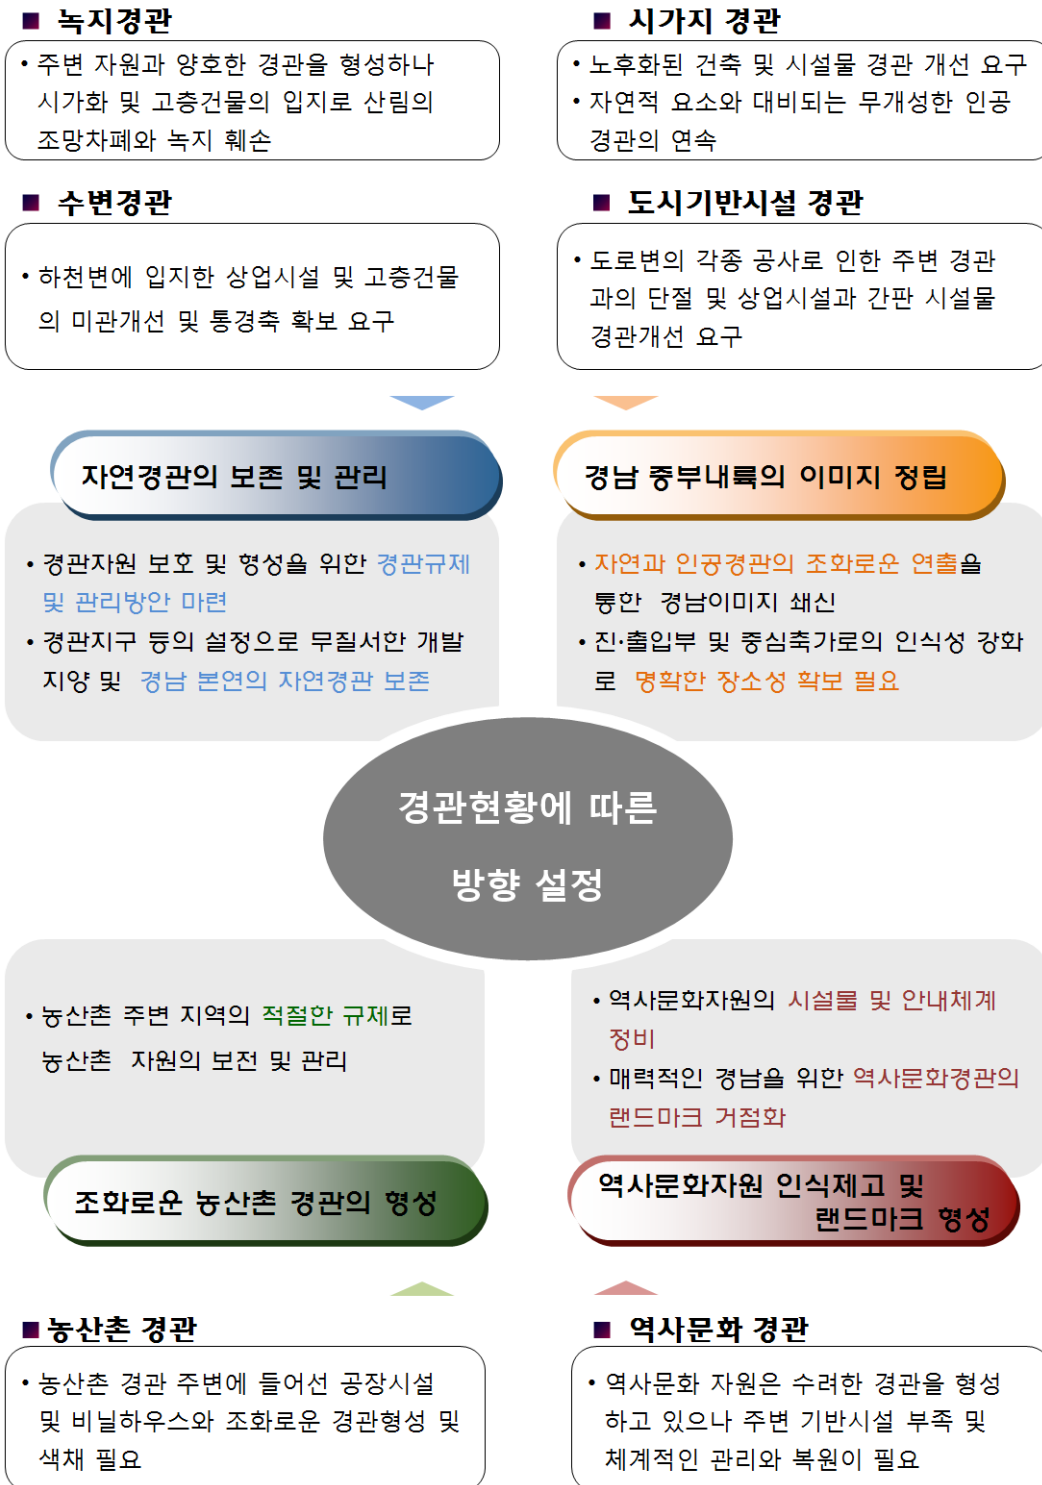 ■ 녹지경관
• 주변 자원과 양호한 경관을 형성하나
시가화 및 고층건물의 입지로 산림의
조망차폐와 녹지 훼손
■ 시가지 경관
• 노후화된 건축 및 시설물 경관 개선 요구
• 자연적 요소와 대비되는 무개성한 인공
경관의 연속
■ 수변경관
• 하천변에 입지한 상업시설 및 고층건물
의 미관개선 및 통경축 확보 요구
■ 도시기반시설 경관
• 도로변의 각종 공사로 인한 주변 경관
과의 단절 및 상업시설과 간판 시설물
경관개선 요구
자연경관의 보존 및 관리
• 경관자원 보호 및 형성을 위한 경관규제
및 관리방안 마련
• 경관지구 등의 설정으로 무질서한 개발
지양 및 경남 본연의 자연경관 보존
경남 중부내륙의 이미지 정립
• 자연과 인공경관의 조화로운 연출을
통한 경남이미지 쇄신
• 진·출입부 및 중심축가로의 인식성 강화
로 명확한 장소성 확보 필요
경관현황에 따른
방향 설정
• 농산촌 주변 지역의 적절한 규제로
농산촌 자원의 보전 및 관리
조화로운 농산촌 경관의 형성
• 역사문화자원의 시설물 및 안내체계
정비
• 매력적인 경남을 위한 역사문화경관의
랜드마크 거점화
역사문화자원 인식제고 및
랜드마크 형성
■ 농산촌 경관
• 농산촌 경관 주변에 들어선 공장시설
및 비닐하우스와 조화로운 경관형성 및
색채 필요
■ 역사문화 경관
• 역사문화 자원은 수려한 경관을 형성
하고 있으나 주변 기반시설 부족 및
체계적인 관리와 복원이 필요